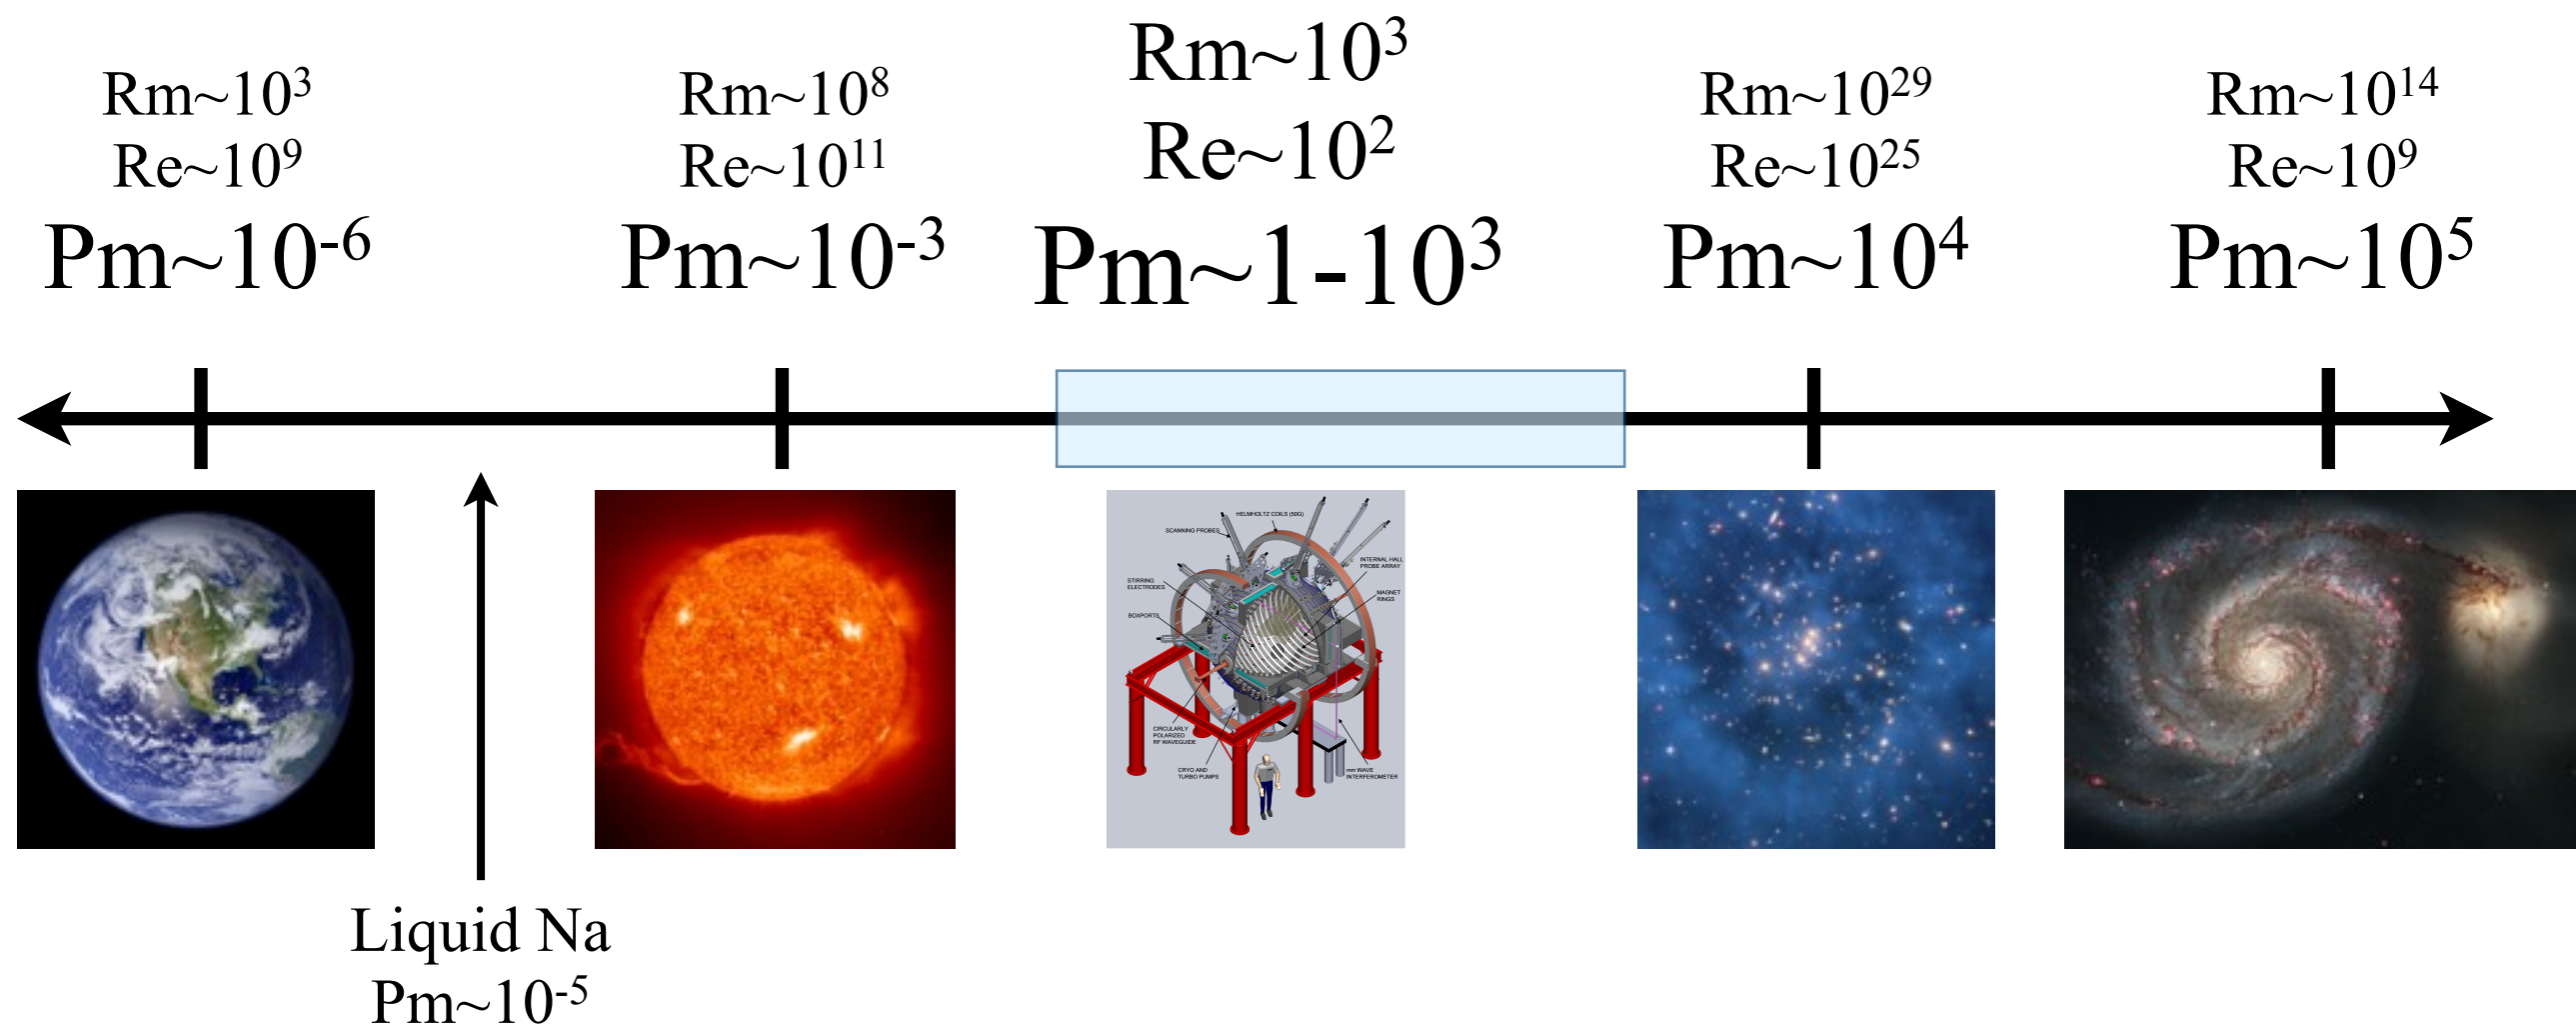 Rm~10³
Re~10⁹
Pm~10⁻⁶
Rm~10⁸
Re~10¹¹
Pm~10⁻³
Rm~10³
Re~10²
Pm~1-10³
Rm~10²⁹
Re~10²⁵
Pm~10⁴
Rm~10¹⁴
Re~10⁹
Pm~10⁵
HELMHOLTZ COILS (50G)
SCANNING PROBES
INTERNAL HALL
PROBE ARRAY
STIRRING
ELECTRODES
MAGNET
RINGS
BOXPORTS
CIRCULARLY
POLARIZED
RF WAVEGUIDE
CRYO AND
TURBO PUMPS
mm WAVE
INTERFEROMETER
Liquid Na
Pm~10⁻⁵